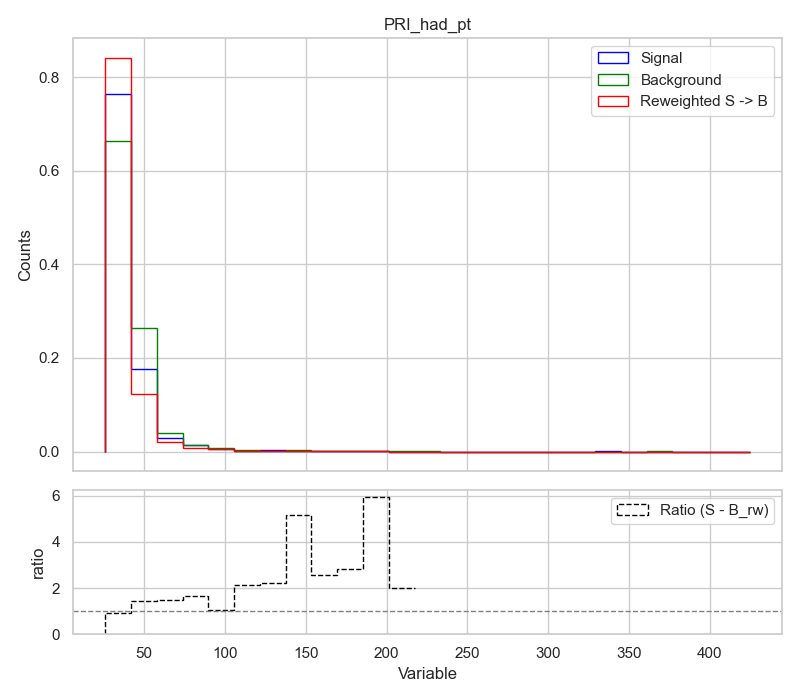 PRI_had_pt
Signal
Background
Reweighted S -> B
0.8
0.6
0.4
0.2
0.0
Counts
Ratio (S - B_rw)
6
4
2
0
ratio
50 100 150 200 250 300 350 400
Variable